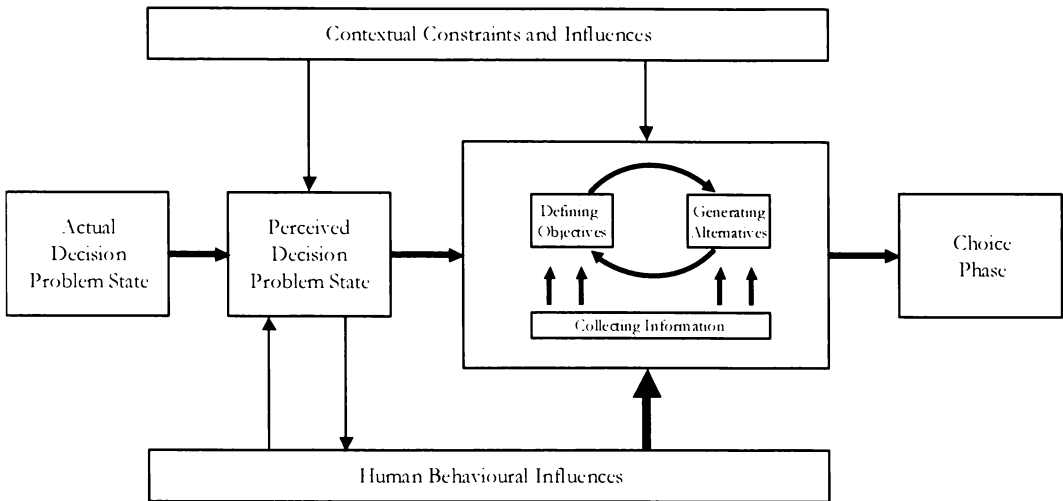 Contextual Constraints and Influences
Actual
Decision
Problem State
Perceived
Decision
Problem State
Defining
Objectives
Generating
Alternatives
Collecting Information
Choice
Phase
Human Behavioural Influences